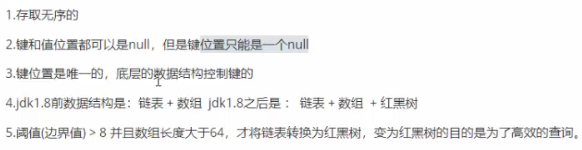 1.存取无序的
2.键和值位置都可以是null，但是键位置只能是一个null
3.键位置是唯一的，底层的数据结构控制键的
4.jdk1.8前数据结构是：链表 + 数组  jdk1.8之后是 ： 链表 + 数组  + 红黑树
5.阈值(边界值) > 8 并且数组长度大于64，才将链表转换为红黑树，变为红黑树的目的是为了高效的查询。